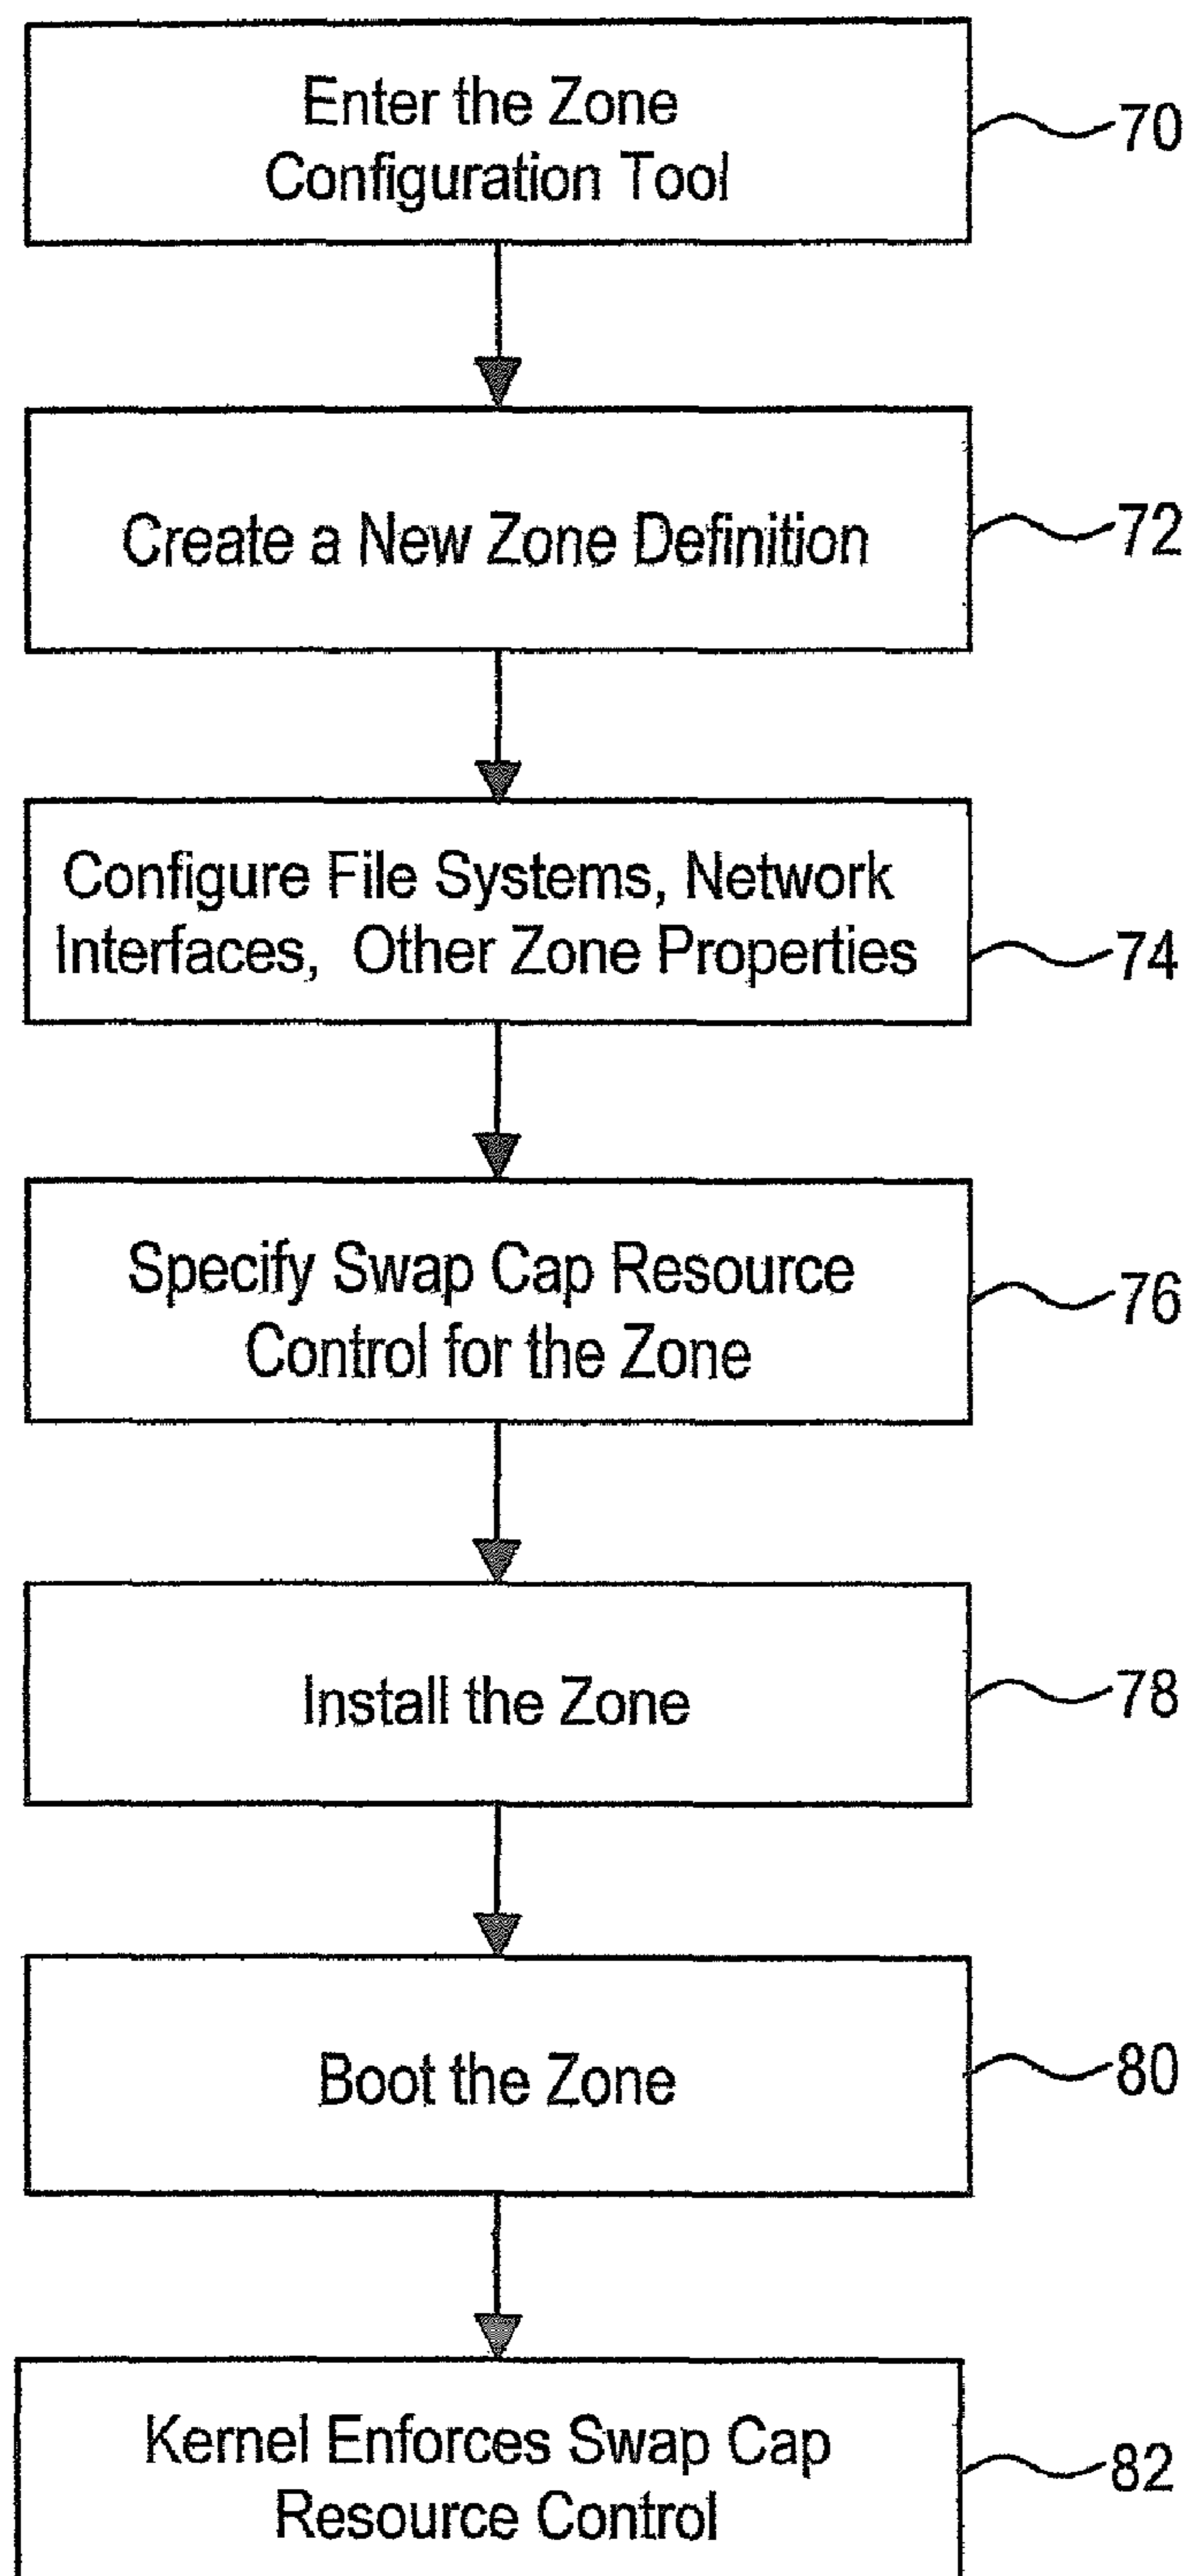 Enter the Zone
Configuration Tool
70
Create a New Zone Definition
72
Configure File Systems, Network
Interfaces, Other Zone Properties
74
Specify Swap Cap Resource
Control for the Zone
76
Install the Zone
78
Boot the Zone
80
Kernel Enforces Swap Cap
Resource Control
82